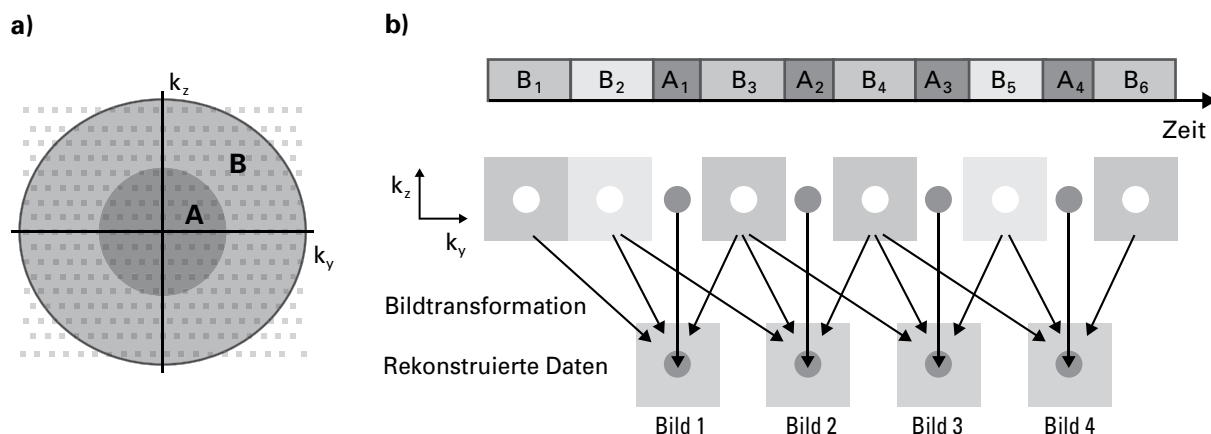 a)
k_z
B
A
k_y
b)
B_1 B_2 A_1 B_3 A_2 B_4 A_3 B_5 A_4 B_6
Zeit
k_z
k_y
Bildtransformation
Rekonstruierte Daten
Bild 1 Bild 2 Bild 3 Bild 4